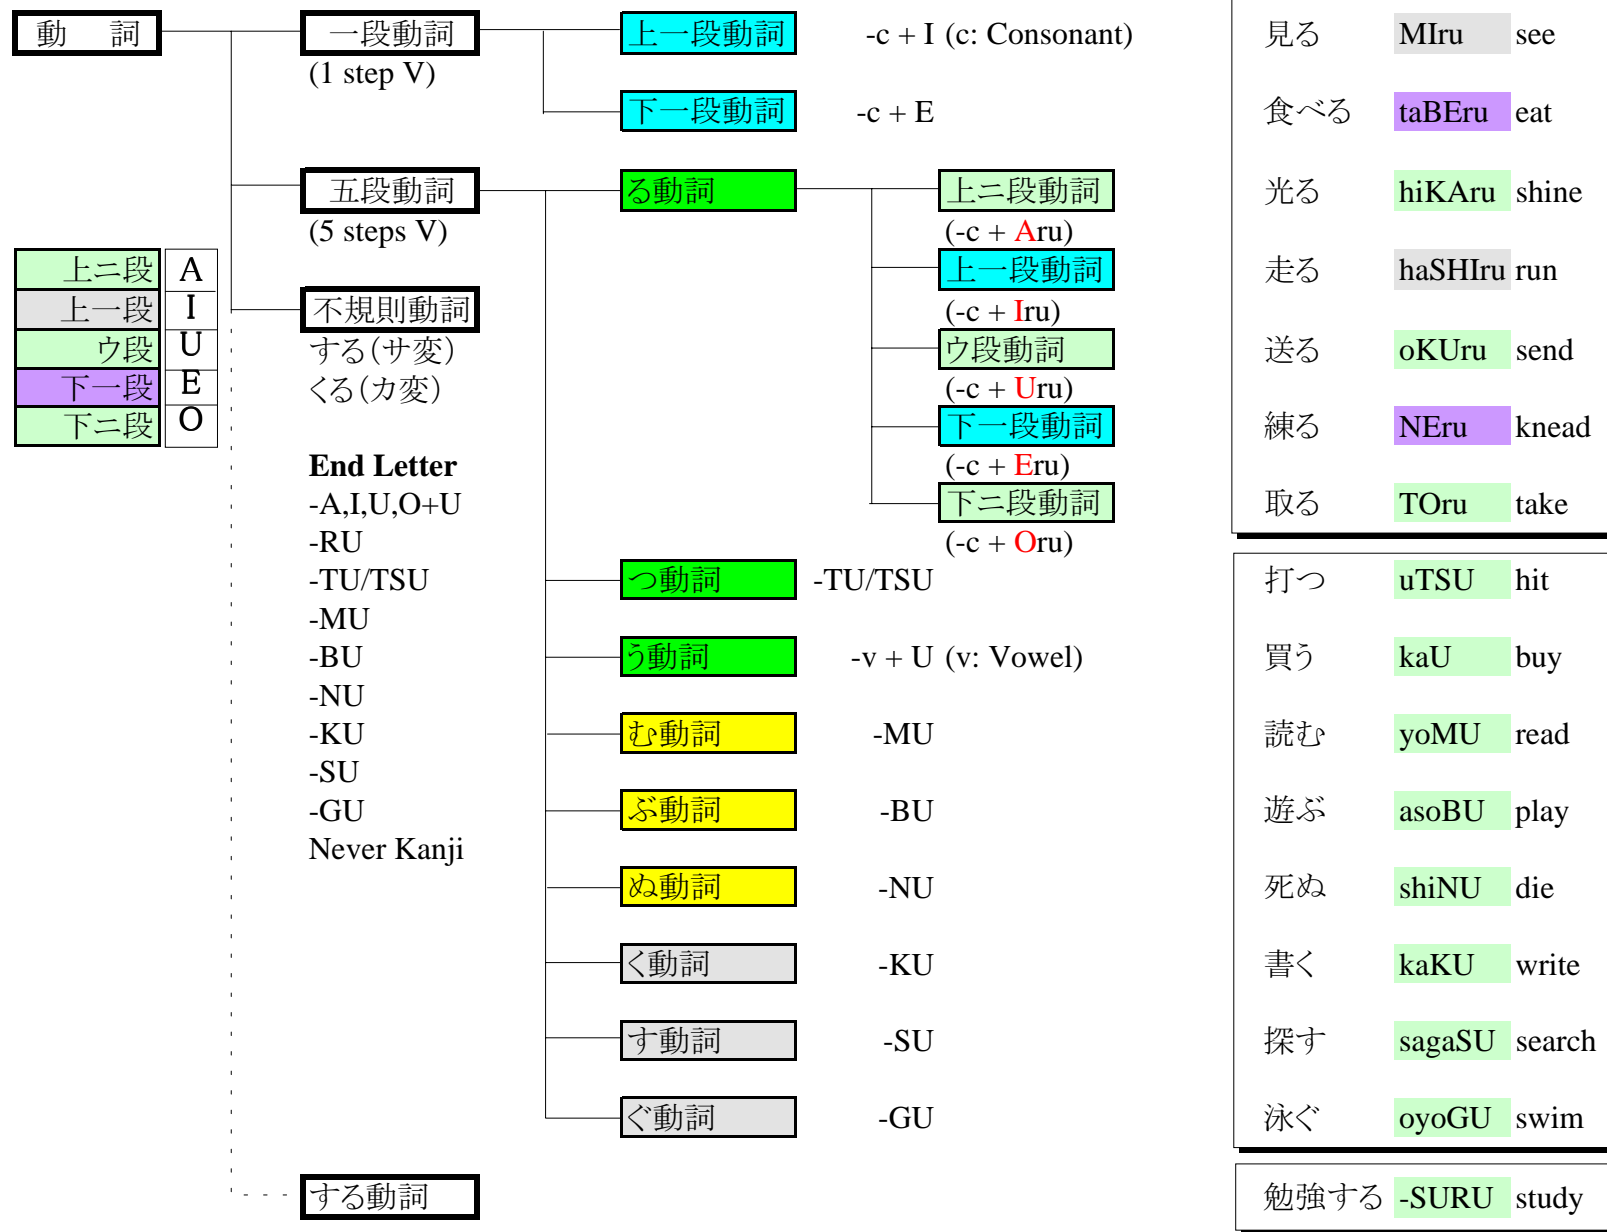 動 詞 一段動詞 上一段動詞 -c + I (c: Consonant) 見る MIru see
(1 step V)
下一段動詞 -c + E 食べる taBEru eat
五段動詞 る動詞 上二段動詞 光る hiKAru shine
(5 steps V) (-c + Aru)
上二段 A 上一段動詞 走る haSHIru run
上一段 I 不規則動詞 (-c + Iru)
ウ段 U する(サ変) ウ段動詞 送る oKUru send
下一段 E くる(カ変) (-c + Uru)
下二段 O 下一段動詞 練る NEru knead
End Letter (-c + Eru)
-A,I,U,O+U 下二段動詞 取る TOru take
-RU (-c + Oru)
-TU/TSU つ動詞 -TU/TSU 打つ uTSU hit
-MU
-BU う動詞 -v + U (v: Vowel) 買う kaU buy
-NU
-KU む動詞 -MU 読む yoMU read
-SU
-GU ぶ動詞 -BU 遊ぶ asoBU play
Never Kanji
ぬ動詞 -NU 死ぬ shiNU die
く動詞 -KU 書く kaKU write
す動詞 -SU 探す sagaSU search
ぐ動詞 -GU 泳ぐ oyoGU swim
する動詞 勉強する -SURU study